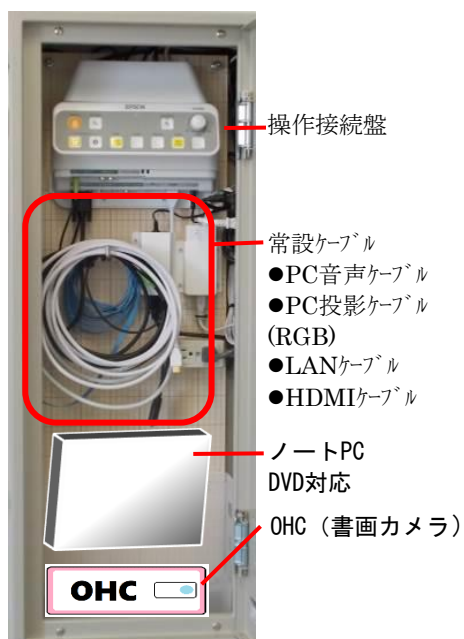 EPSON
操作接続盤
常設ｹｰﾌﾞﾙ
●PC音声ｹｰﾌﾞﾙ
●PC投影ｹｰﾌﾞﾙ
(RGB)
●LANｹｰﾌﾞﾙ
●HDMIｹｰﾌﾞﾙ
ノートPC
DVD対応
OHC（書画カメラ）
OHC